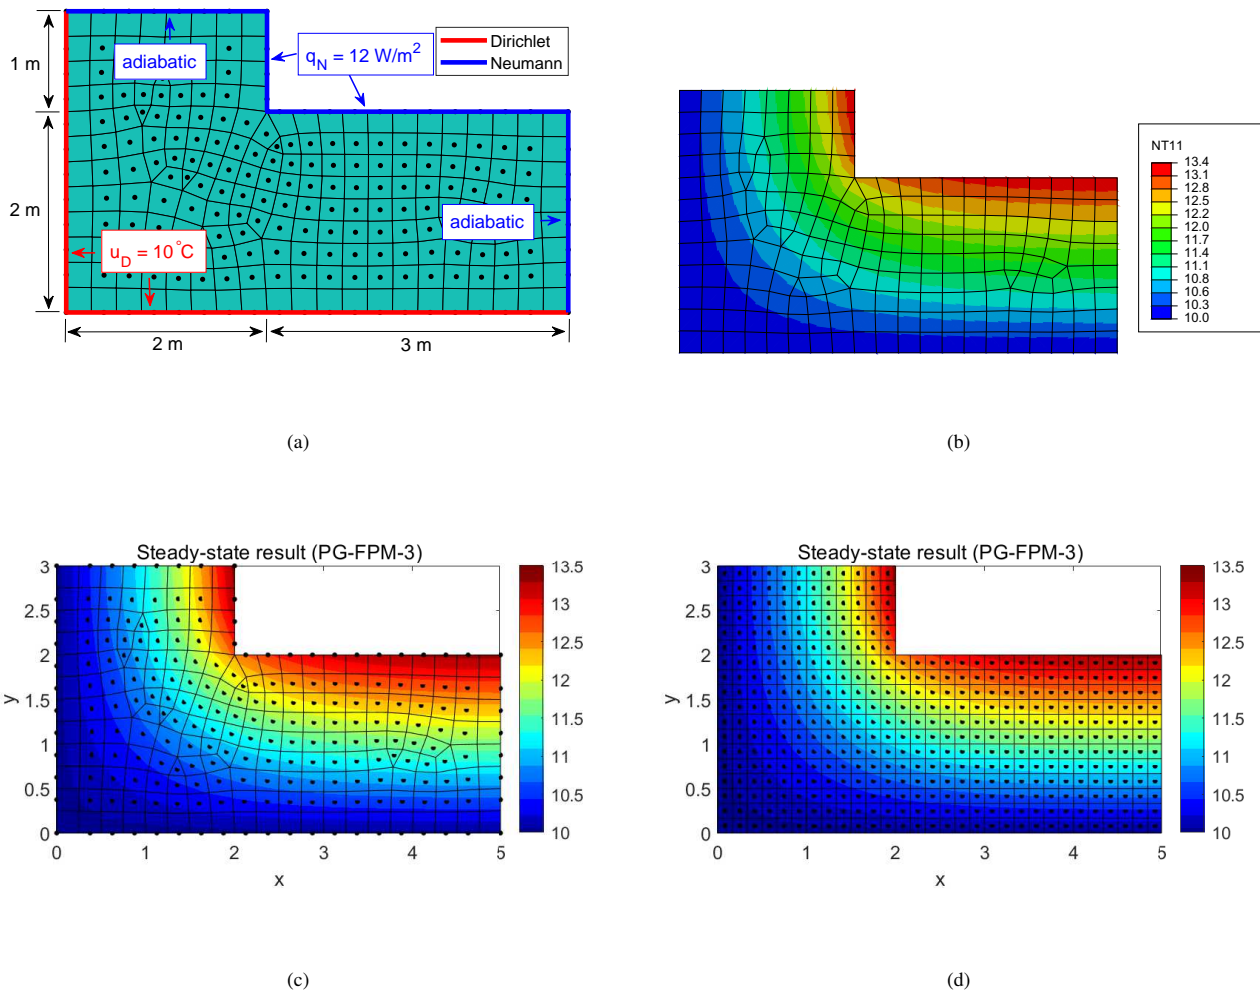 1 m
2 m
adiabatic
q_N = 12 W/m²
Dirichlet
Neumann
adiabatic
u_D = 10 °C
2 m
3 m
(a)
NT11
13.4
13.1
12.8
12.5
12.2
12.0
11.7
11.4
11.1
10.8
10.6
10.3
10.0
(b)
Steady-state result (PG-FPM-3)
3
2.5
2
1.5
1
0.5
0
y
0 1 2 3 4 5
x
13.5
13
12.5
12
11.5
11
10.5
10
(c)
Steady-state result (PG-FPM-3)
3
2.5
2
1.5
1
0.5
0
y
0 1 2 3 4 5
x
13.5
13
12.5
12
11.5
11
10.5
10
(d)